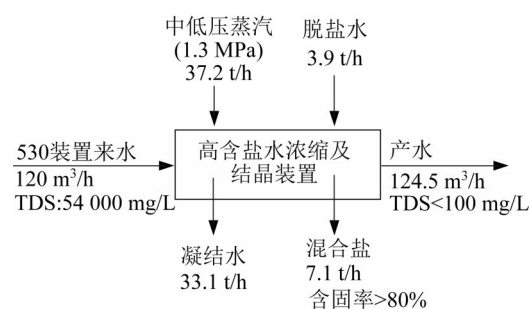 中低压蒸汽
(1.3 MPa)
37.2 t/h
脱盐水
3.9 t/h
530装置来水
120 m³/h
TDS:54 000 mg/L
高含盐水浓缩及
结晶装置
产水
124.5 m³/h
TDS<100 mg/L
凝结水
33.1 t/h
混合盐
7.1 t/h
含固率>80%